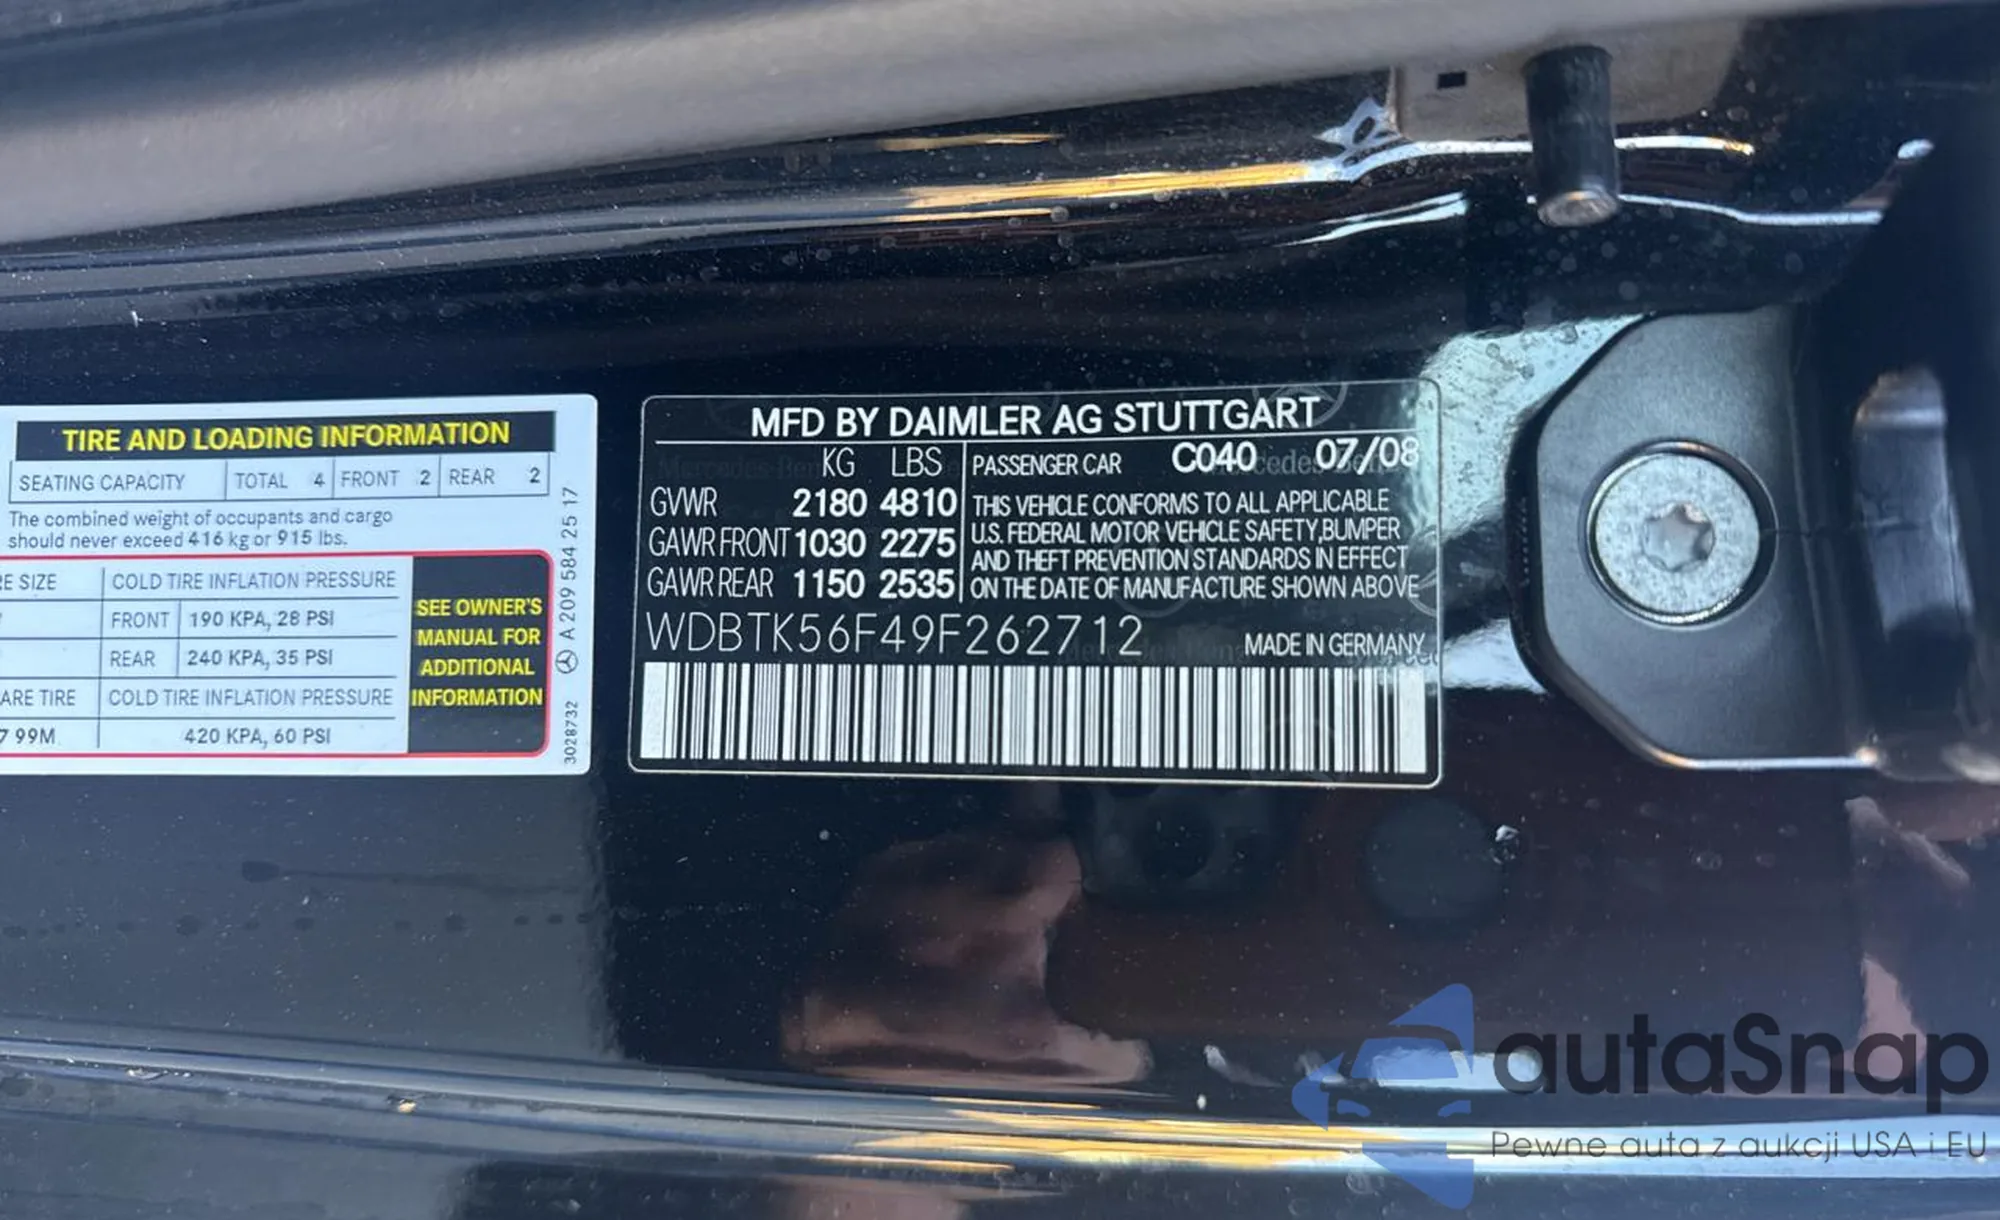 TIRE AND LOADING INFORMATION
SEATING CAPACITY TOTAL 4 FRONT 2 REAR 2
The combined weight of occupants and cargo
should never exceed 416 kg or 915 lbs.
RE SIZE COLD TIRE INFLATION PRESSURE
FRONT 190 KPA, 28 PSI
REAR 240 KPA, 35 PSI
ARE TIRE COLD TIRE INFLATION PRESSURE
7 99M 420 KPA, 60 PSI
SEE OWNER'S
MANUAL FOR
ADDITIONAL
INFORMATION
3028732 A 209 584 25 17
MFD BY DAIMLER AG STUTTGART
KG LBS PASSENGER CAR C040 07/08
GVWR 2180 4810
GAWR FRONT 1030 2275
GAWR REAR 1150 2535
THIS VEHICLE CONFORMS TO ALL APPLICABLE
U.S. FEDERAL MOTOR VEHICLE SAFETY,BUMPER
AND THEFT PREVENTION STANDARDS IN EFFECT
ON THE DATE OF MANUFACTURE SHOWN ABOVE
WDBTK56F49F262712 MADE IN GERMANY
autaSnap
Pewne auta z aukcji USA i EU